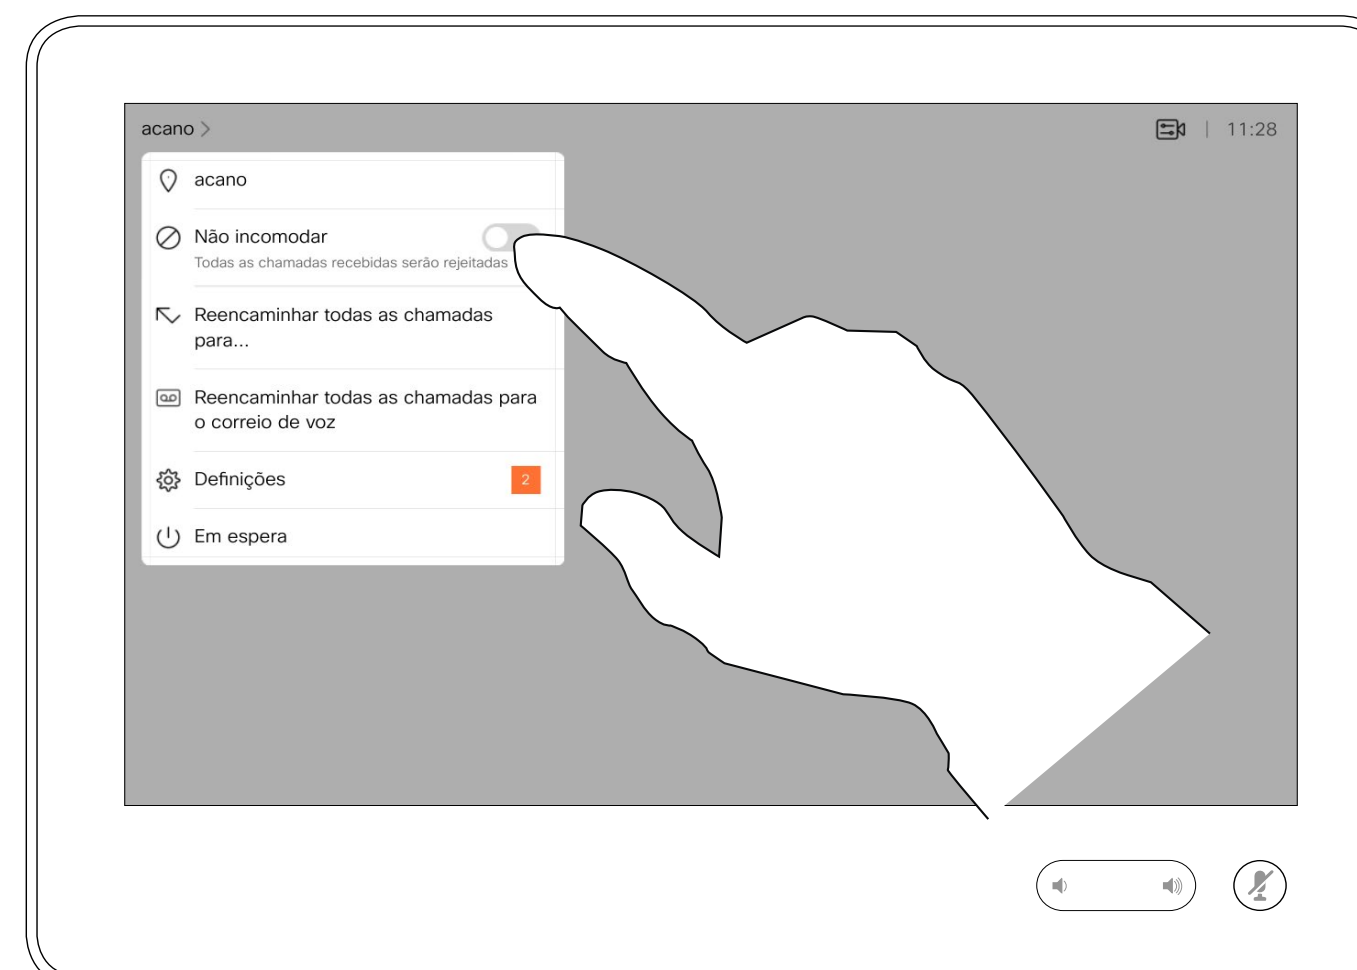 acano
11:28
acano
Não incomodar
Todas as chamadas recebidas serão rejeitadas
Reencaminhar todas as chamadas
para...
Reencaminhar todas as chamadas para
o correio de voz
Definições
2
Em espera